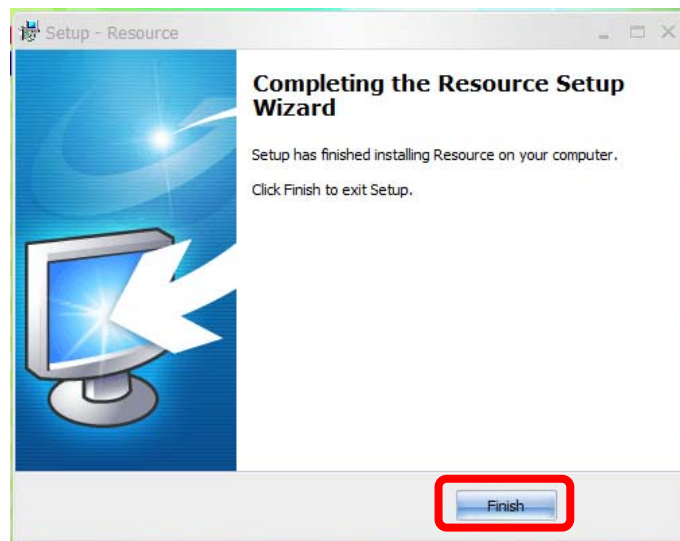 Setup - Resource
Completing the Resource Setup
Wizard
Setup has finished installing Resource on your computer.
Click Finish to exit Setup.
Finish